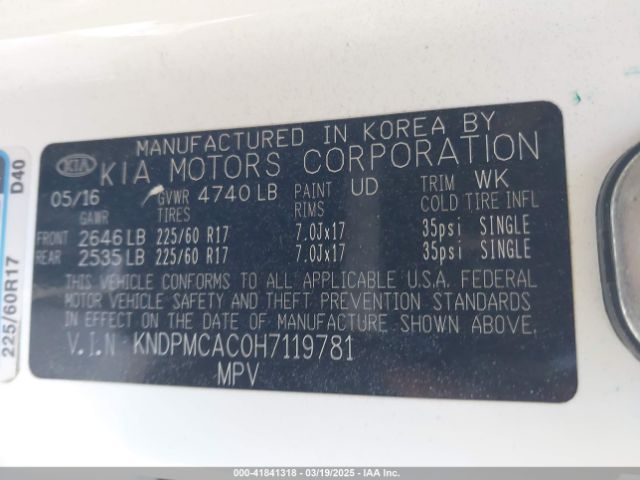 MANUFACTURED IN KOREA BY
KIA KIA MOTORS CORPORATION
05/16 GVWR 4740 LB PAINT UD TRIM WK
GAWR TIRES RIMS COLD TIRE INFL
FRONT 2646 LB 225/60 R17 7.0Jx17 35psi SINGLE
REAR 2535 LB 225/60 R17 7.0Jx17 35psi SINGLE
THIS VEHICLE CONFORMS TO ALL APPLICABLE U.S.A. FEDERAL
MOTOR VEHICLE SAFETY AND THEFT PREVENTION STANDARDS
IN EFFECT ON THE DATE OF MANUFACTURE SHOWN ABOVE.
V.I.N KNDPMCAC0H7119781
MPV
225/60R17 D40
000-41841318 - 03/19/2025 - IAA Inc.